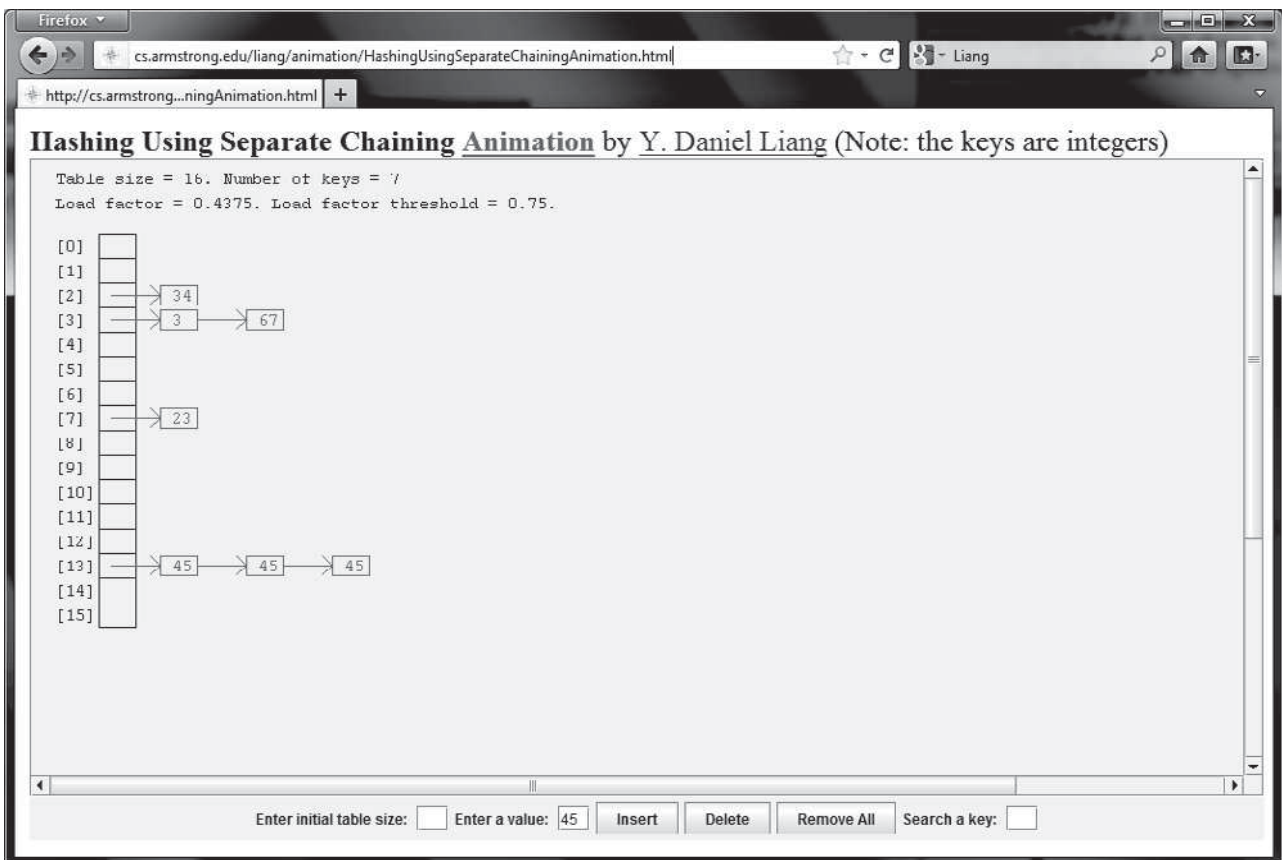 Firefox
cs.armstrong.edu/liang/animation/HashingUsingSeparateChainingAnimation.html
Liang
http://cs.armstrong...ningAnimation.html +
Hashing Using Separate Chaining Animation by Y. Daniel Liang (Note: the keys are integers)
Table size = 16. Number of keys = 7
Load factor = 0.4375. Load factor threshold = 0.75.
[0]
[1]
[2] 34
[3] 3 67
[4]
[5]
[6]
[7] 23
[8]
[9]
[10]
[11]
[12]
[13] 45 45 45
[14]
[15]
Enter initial table size: Enter a value: 45 Insert Delete Remove All Search a key: